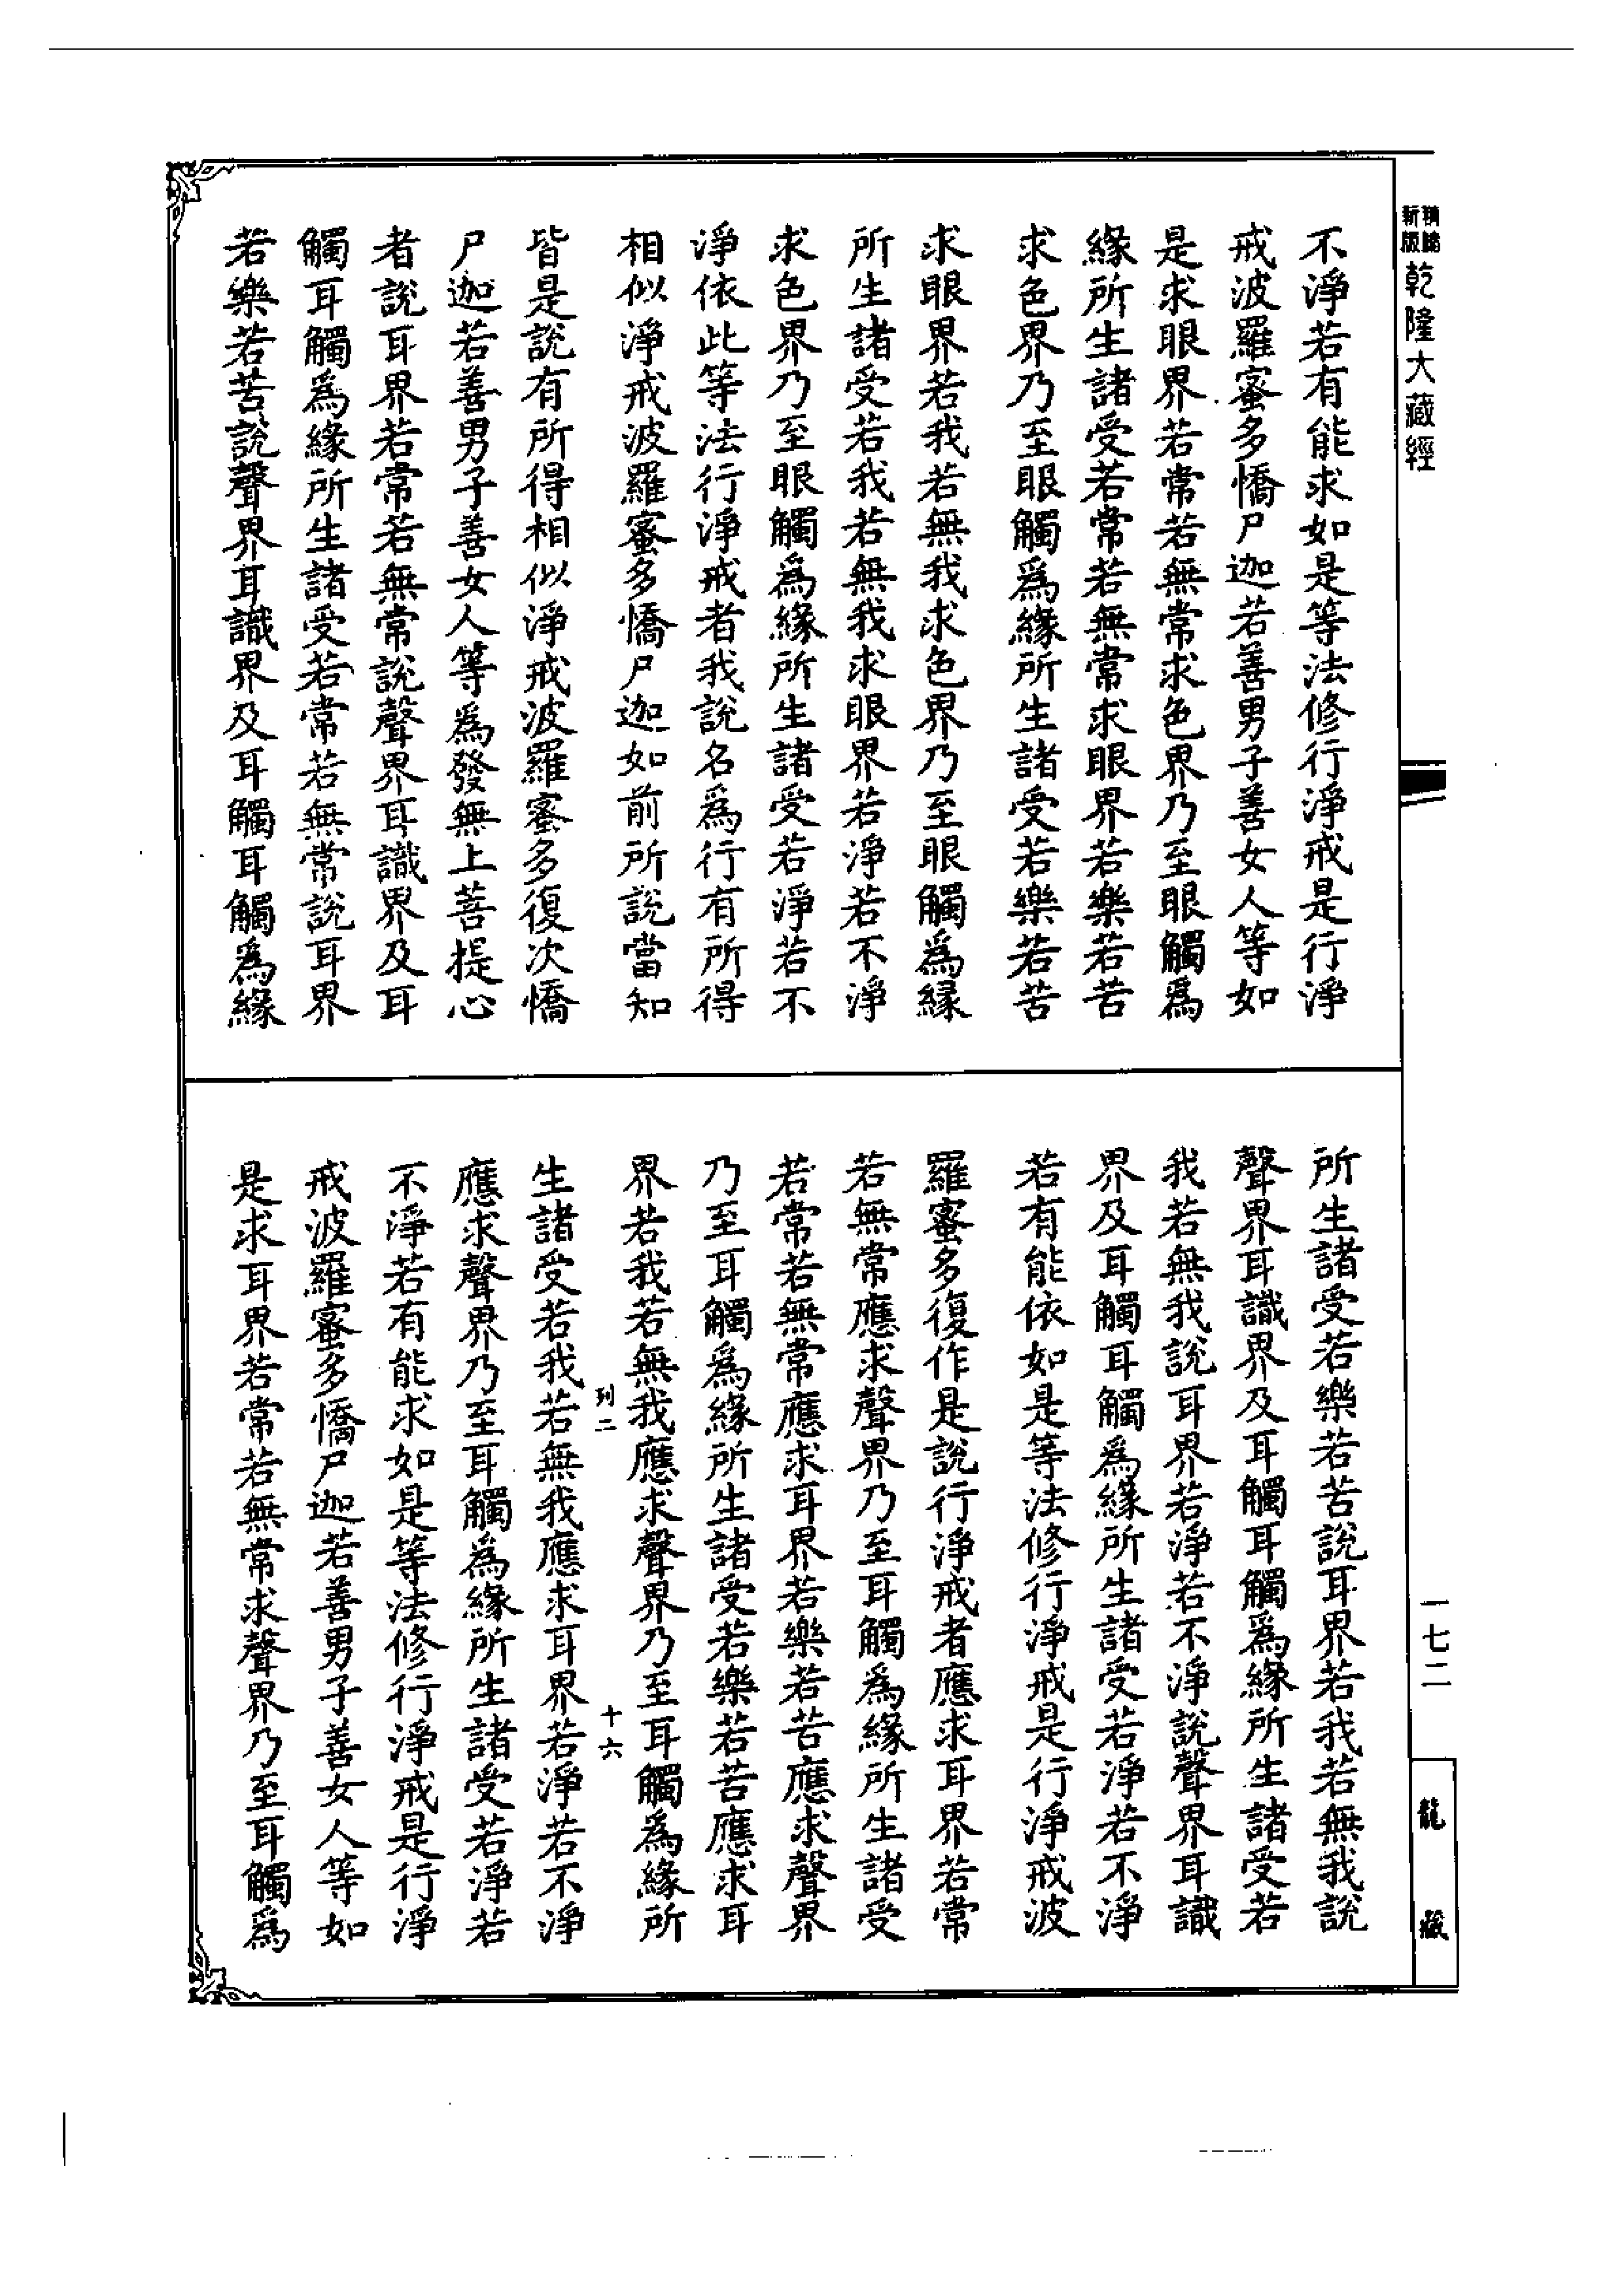 精縮
新版
乾隆大藏經
不淨若有能求如是等法修行淨戒是行淨
戒波羅蜜多憍尸迦若善男子善女人等如
是求眼界若常若無常求色界乃至眼觸爲
緣所生諸受若常若無常求眼界若樂若苦
求色界乃至眼觸爲緣所生諸受若樂若苦
求眼界若我若無我求色界乃至眼觸爲緣
所生諸受若我若無我求眼界若淨若不淨
求色界乃至眼觸爲緣所生諸受若淨若不
淨依此等法行淨戒者我說名爲行有所得
相似淨戒波羅蜜多憍尸迦如前所說當知
皆是說有所得相似淨戒波羅蜜多復次憍
尸迦若善男子善女人等爲發無上菩提心
者說耳界若常若無常說聲界耳識界及耳
觸耳觸爲緣所生諸受若常若無常說耳界
若樂若苦說聲界耳識界及耳觸耳觸爲緣
所生諸受若樂若苦說耳界若我若無我說
聲界耳識界及耳觸耳觸爲緣所生諸受若
我若無我說耳界若淨若不淨說聲界耳識
界及耳觸耳觸爲緣所生諸受若淨若不淨
若有能依如是等法修行淨戒是行淨戒波
羅蜜多復作是說行淨戒者應求耳界若常
若無常應求聲界乃至耳觸爲緣所生諸受
若常若無常應求耳界若樂若苦應求聲界
乃至耳觸爲緣所生諸受若樂若苦應求耳
界若我若無我應求聲界乃至耳觸爲緣所
列二
十六
生諸受若我若無我應求耳界若淨若不淨
應求聲界乃至耳觸爲緣所生諸受若淨若
不淨若有能求如是等法修行淨戒是行淨
戒波羅蜜多憍尸迦若善男子善女人等如
是求耳界若常若無常求聲界乃至耳觸爲
一七二
龍藏